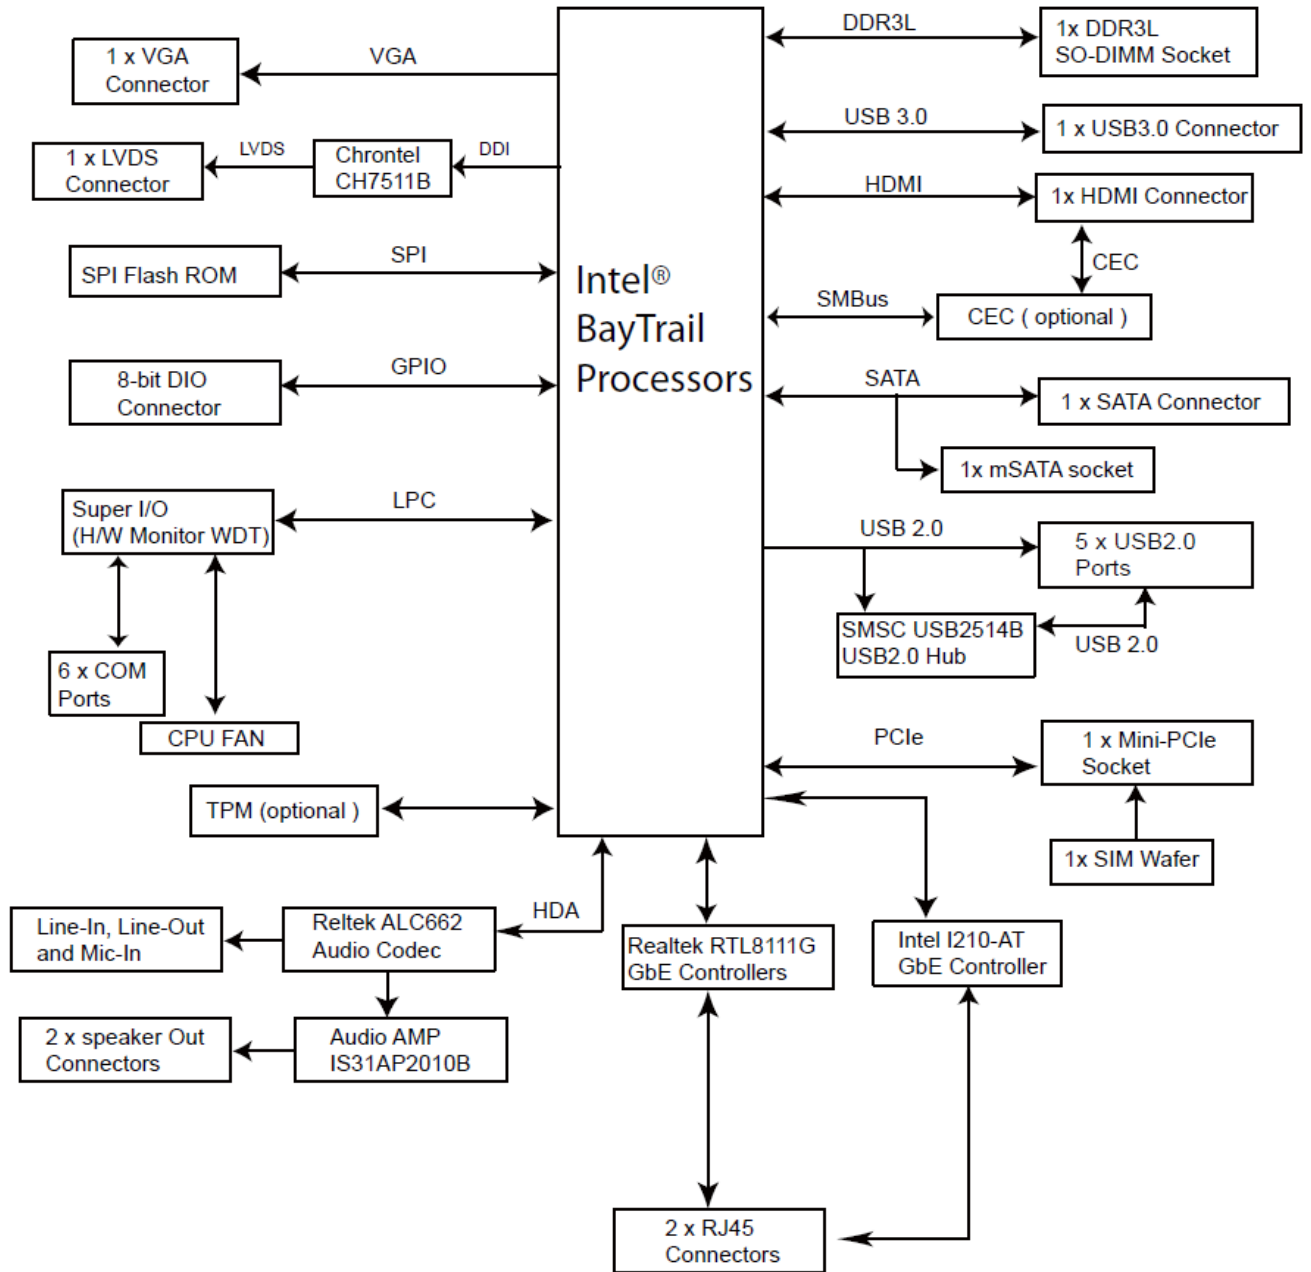 DDR3L
1x DDR3L
SO-DIMM Socket
VGA
1 x VGA
Connector
USB 3.0
1 x USB3.0 Connector
LVDS
DDI
1 x LVDS
Connector
Chrontel
CH7511B
HDMI
1x HDMI Connector
CEC
SPI
SPI Flash ROM
Intel®
BayTrail
Processors
SMBus
CEC ( optional )
GPIO
8-bit DIO
Connector
SATA
1 x SATA Connector
1x mSATA socket
LPC
Super I/O
(H/W Monitor WDT)
USB 2.0
5 x USB2.0
Ports
SMSC USB2514B
USB2.0 Hub
USB 2.0
6 x COM
Ports
CPU FAN
PCIe
1 x Mini-PCIe
Socket
TPM (optional )
1x SIM Wafer
HDA
Line-In, Line-Out
and Mic-In
Reltek ALC662
Audio Codec
Realtek RTL8111G
GbE Controllers
Intel I210-AT
GbE Controller
2 x speaker Out
Connectors
Audio AMP
IS31AP2010B
2 x RJ45
Connectors